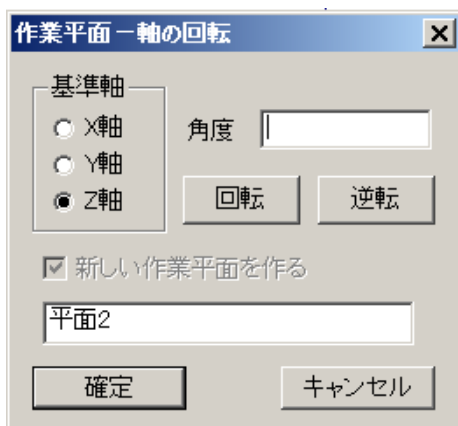 作業平面－軸の回転
基準軸
X軸
角度
Y軸
Z軸
回転
逆転
新しい作業平面を作る
平面2
確定
キャンセル